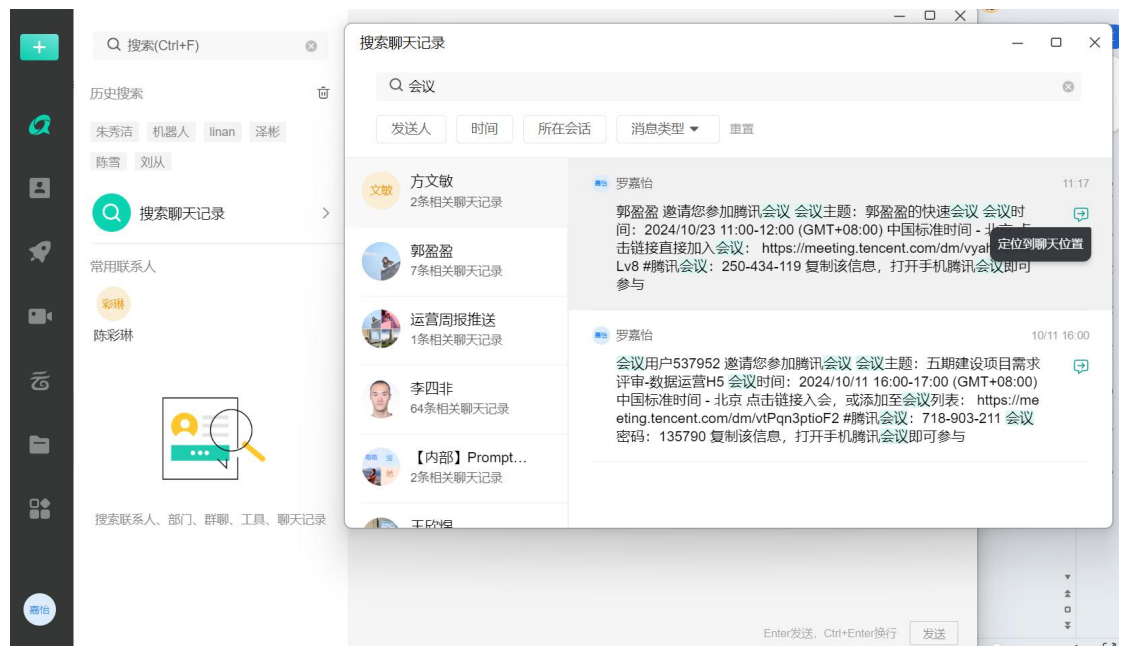 搜索(Ctrl+F)
历史搜索
朱秀洁 机器人 linan 泽彬
陈雪 刘从
搜索聊天记录
常用联系人
彩琳
陈彩琳
搜索联系人、部门、群聊、工具、聊天记录
嘉怡
搜索聊天记录
会议
发送人 时间 所在会话 消息类型 重置
文敏
方文敏
2条相关聊天记录
郭盈盈
7条相关聊天记录
运营周报推送
1条相关聊天记录
李四非
64条相关聊天记录
【内部】Prompt...
2条相关聊天记录
嘉怡 罗嘉怡 11:17
郭盈盈 邀请您参加腾讯会议 会议主题：郭盈盈的快速会议 会议时
间：2024/10/23 11:00-12:00 (GMT+08:00) 中国标准时间 - 北京 点
击链接直接加入会议： https://meeting.tencent.com/dm/vyah
Lv8 #腾讯会议：250-434-119 复制该信息，打开手机腾讯会议即可
参与
定位到聊天位置
嘉怡 罗嘉怡 10/11 16:00
会议用户537952 邀请您参加腾讯会议 会议主题：五期建设项目需求
评审-数据运营H5 会议时间：2024/10/11 16:00-17:00 (GMT+08:00)
中国标准时间 - 北京 点击链接入会，或添加至会议列表： https://me
eting.tencent.com/dm/vtPqn3ptioF2 #腾讯会议：718-903-211 会议
密码：135790 复制该信息，打开手机腾讯会议即可参与
Enter发送，Ctrl+Enter换行 发送